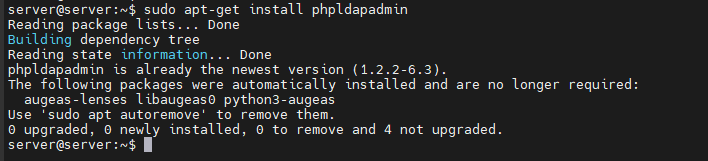 server@server:~$ sudo apt-get install phpldapadmin
Reading package lists... Done
Building dependency tree
Reading state information... Done
phpldapadmin is already the newest version (1.2.2-6.3).
The following packages were automatically installed and are no longer required:
  augeas-lenses libaugeas0 python3-augeas
Use 'sudo apt autoremove' to remove them.
0 upgraded, 0 newly installed, 0 to remove and 4 not upgraded.
server@server:~$